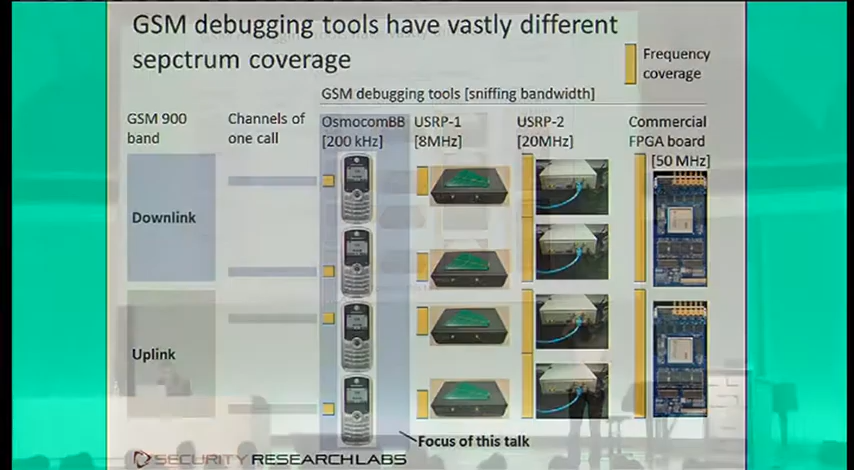 GSM debugging tools have vastly different
sepctrum coverage
Frequency
coverage
GSM debugging tools [sniffing bandwidth]
GSM 900
band
Channels of
one call
OsmocomBB
[200 kHz]
USRP-1
[8MHz]
USRP-2
[20MHz]
Commercial
FPGA board
[50 MHz]
Downlink
Uplink
Focus of this talk
SECURITY RESEARCH LABS